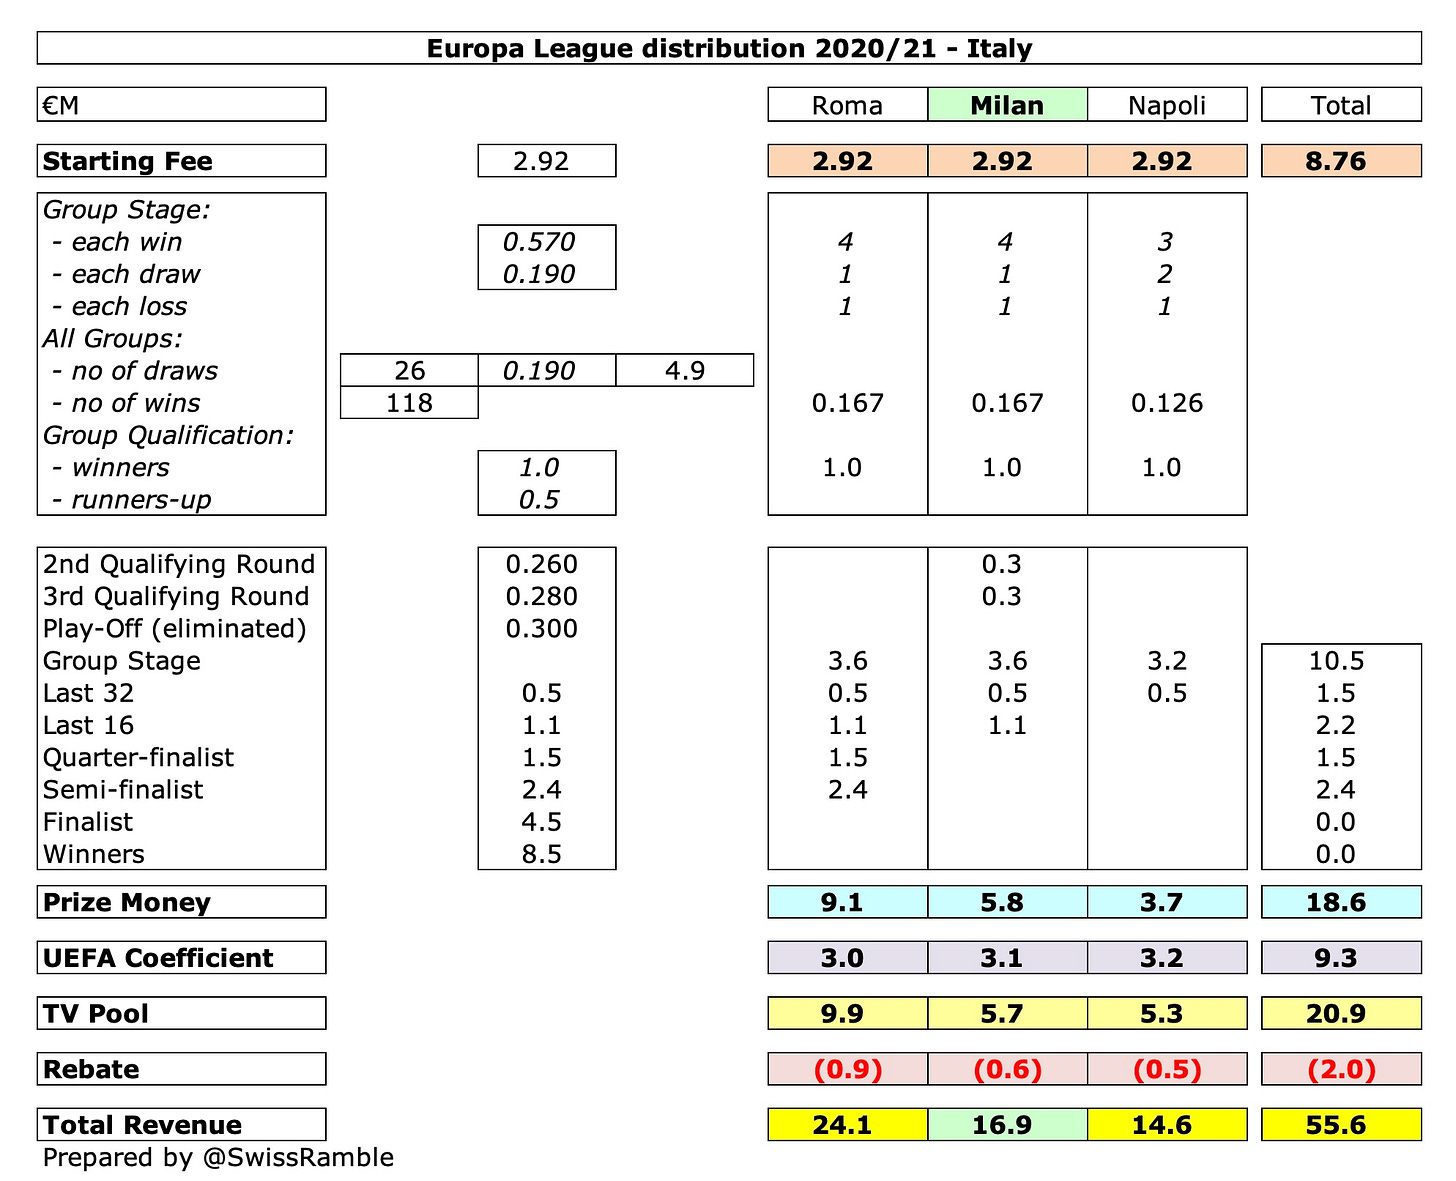 Europa League distribution 2020/21 - Italy
€M Roma Milan Napoli Total
Starting Fee 2.92 2.92 2.92 2.92 8.76
Group Stage:
- each win 0.570 4 4 3
- each draw 0.190 1 1 2
- each loss 1 1 1
All Groups:
- no of draws 26 0.190 4.9
- no of wins 118 0.167 0.167 0.126
Group Qualification:
- winners 1.0 1.0 1.0 1.0
- runners-up 0.5
2nd Qualifying Round 0.260 0.3
3rd Qualifying Round 0.280 0.3
Play-Off (eliminated) 0.300
Group Stage 3.6 3.6 3.2 10.5
Last 32 0.5 0.5 0.5 0.5 1.5
Last 16 1.1 1.1 1.1 2.2
Quarter-finalist 1.5 1.5 1.5
Semi-finalist 2.4 2.4 2.4
Finalist 4.5 0.0
Winners 8.5 0.0
Prize Money 9.1 5.8 3.7 18.6
UEFA Coefficient 3.0 3.1 3.2 9.3
TV Pool 9.9 5.7 5.3 20.9
Rebate (0.9) (0.6) (0.5) (2.0)
Total Revenue 24.1 16.9 14.6 55.6
Prepared by @SwissRamble